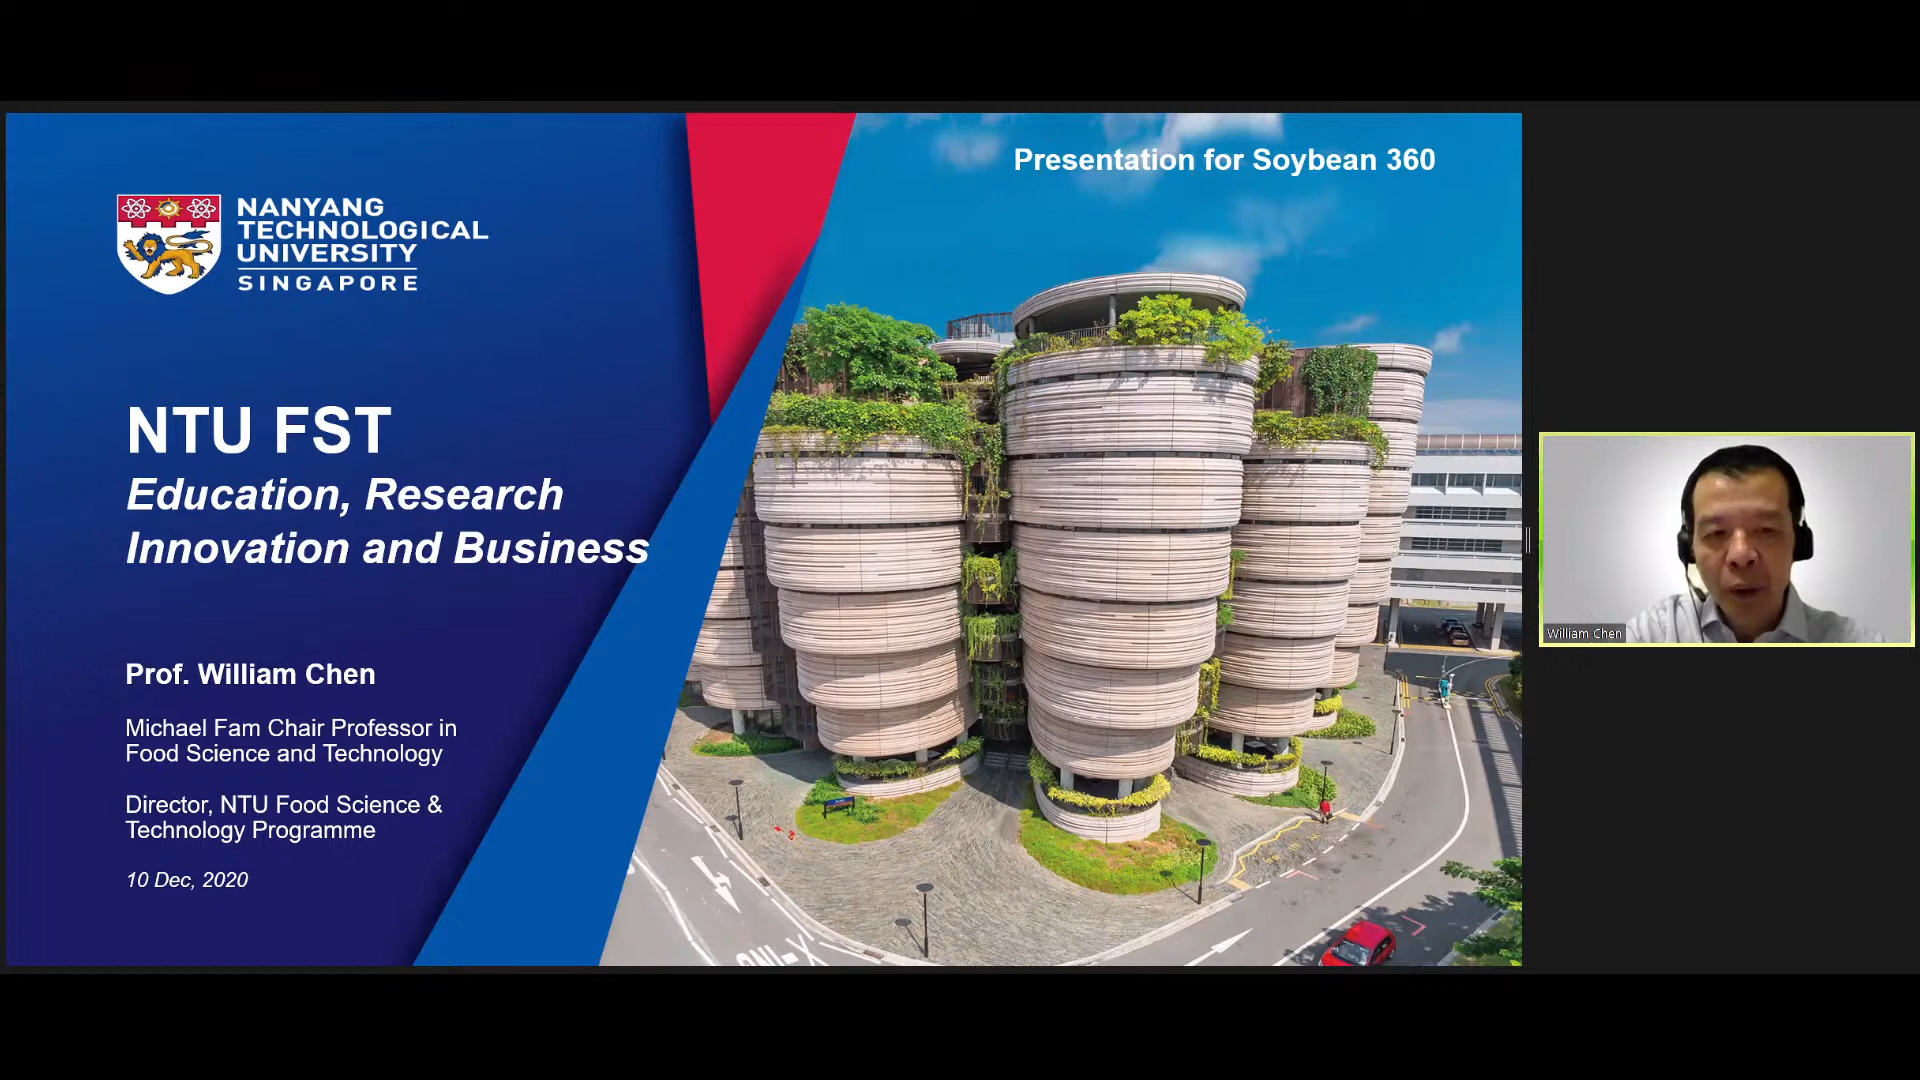 Presentation for Soybean 360
NANYANG
TECHNOLOGICAL
UNIVERSITY
SINGAPORE
NTU FST
Education, Research
Innovation and Business
Prof. William Chen
Michael Fam Chair Professor in
Food Science and Technology
Director, NTU Food Science &
Technology Programme
10 Dec, 2020
William Chen